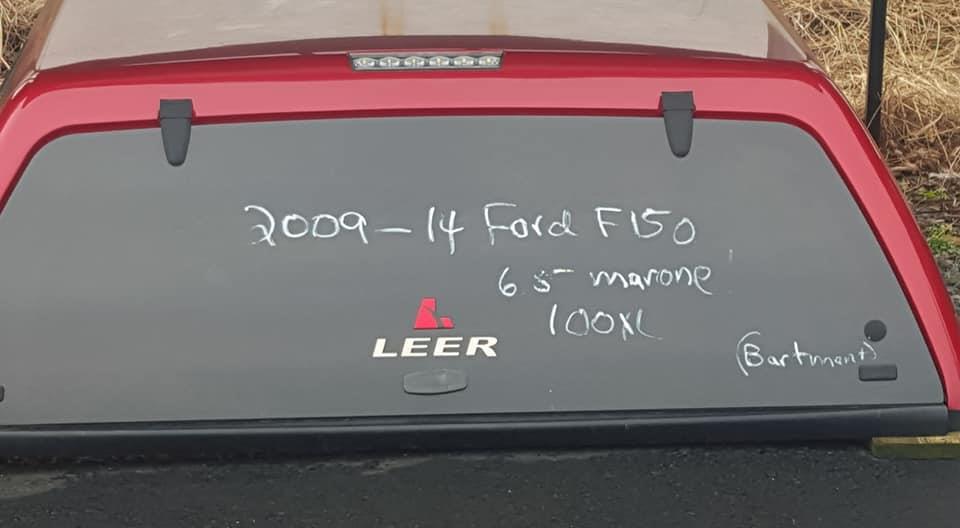 2009-14 Ford F150
6.5 marone
100XL
LEER
(Bartment)